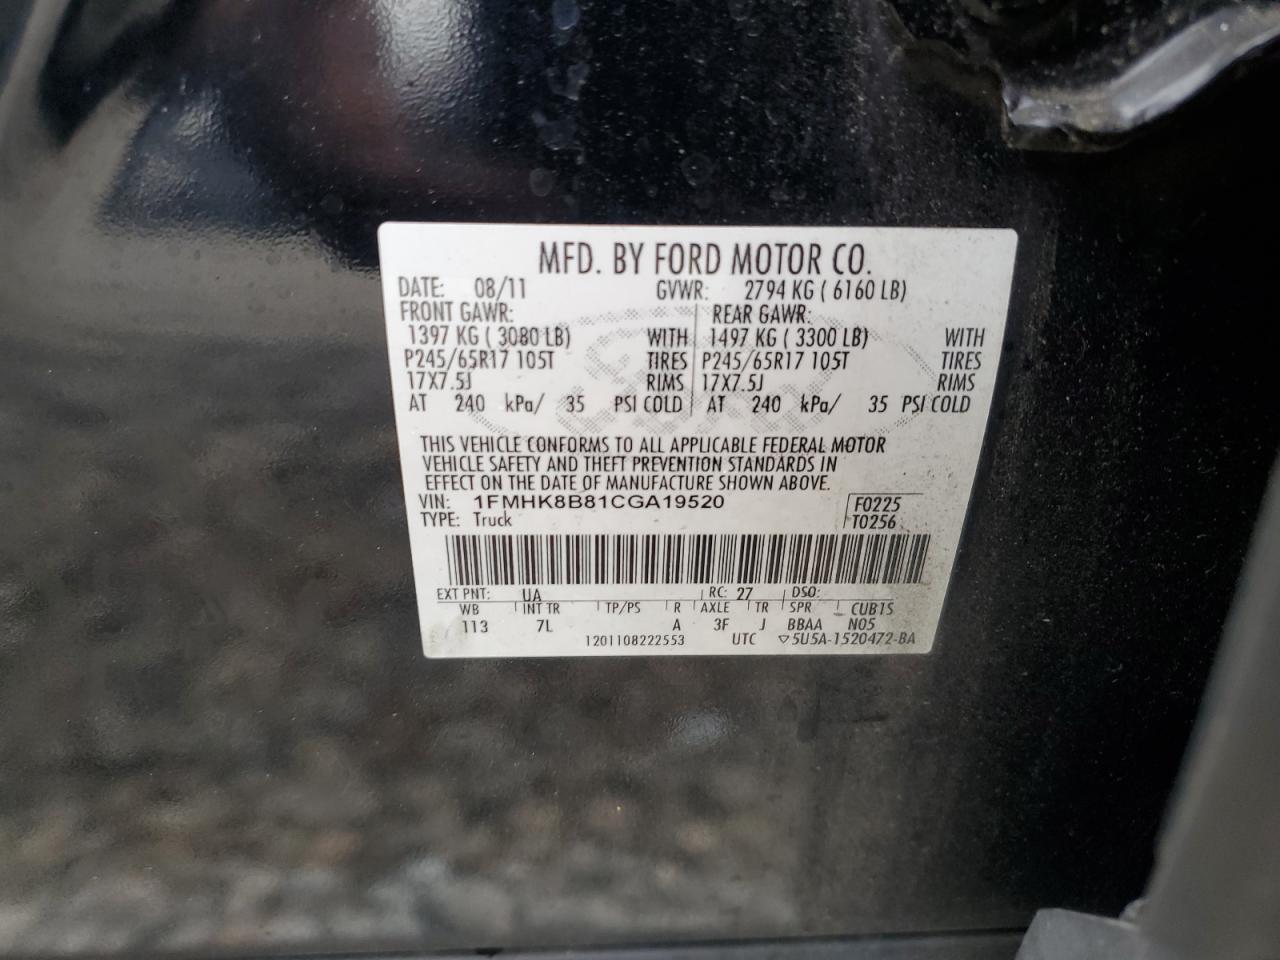 MFD. BY FORD MOTOR CO.
DATE: 08/11 GVWR: 2794 KG ( 6160 LB)
FRONT GAWR: REAR GAWR:
1397 KG ( 3080 LB) WITH 1497 KG ( 3300 LB) WITH
P245/65R17 105T TIRES P245/65R17 105T TIRES
17X7.5J RIMS 17X7.5J RIMS
AT 240 kPa/ 35 PSI COLD AT 240 kPa/ 35 PSI COLD
THIS VEHICLE CONFORMS TO ALL APPLICABLE FEDERAL MOTOR
VEHICLE SAFETY AND THEFT PREVENTION STANDARDS IN
EFFECT ON THE DATE OF MANUFACTURE SHOWN ABOVE.
VIN: 1FMHK8B81CGA19520 F0225
TYPE: Truck T0256
EXT PNT: UA RC: 27 DSO:
WB INT TR TP/PS R AXLE TR SPR CUB1S
113 7L A 3F J BBAA N05
1201108222553 UTC ▽5U5A-1520472-BA